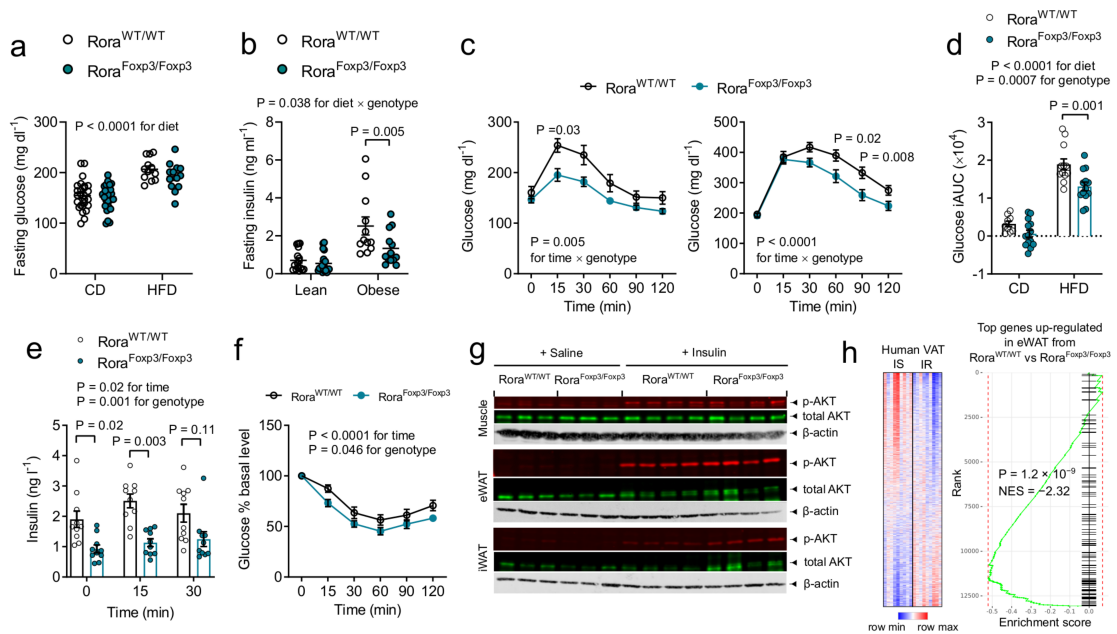 a
Rora^WT/WT
Rora^Foxp3/Foxp3
P < 0.0001 for diet
Fasting glucose (mg dl⁻¹)
300
200
100
0
CD HFD
b
Rora^WT/WT
Rora^Foxp3/Foxp3
P = 0.038 for diet × genotype
P = 0.005
Fasting insulin (ng ml⁻¹)
8
6
4
2
0
Lean Obese
c
Rora^WT/WT Rora^Foxp3/Foxp3
Glucose (mg dl⁻¹)
300
200
100
0
P =0.03
P = 0.005
for time × genotype
0 15 30 60 90 120
Time (min)
Glucose (mg dl⁻¹)
500
400
300
200
100
0
P = 0.02
P = 0.008
P < 0.0001
for time × genotype
0 15 30 60 90 120
Time (min)
d
Rora^WT/WT
Rora^Foxp3/Foxp3
P < 0.0001 for diet
P = 0.0007 for genotype
P = 0.001
Glucose iAUC (×10⁴)
3
2
1
0
-1
CD HFD
e
Rora^WT/WT
Rora^Foxp3/Foxp3
P = 0.02 for time
P = 0.001 for genotype
P = 0.02
P = 0.003
P = 0.11
Insulin (ng ml⁻¹)
5
4
3
2
1
0
0 15 30
Time (min)
f
Rora^WT/WT Rora^Foxp3/Foxp3
P < 0.0001 for time
P = 0.046 for genotype
Glucose % basal level
150
100
50
0
0 15 30 60 90 120
Time (min)
g
+ Saline + Insulin
Rora^WT/WT Rora^Foxp3/Foxp3 Rora^WT/WT Rora^Foxp3/Foxp3
Muscle
p-AKT
total AKT
β-actin
eWAT
p-AKT
total AKT
β-actin
iWAT
p-AKT
total AKT
β-actin
h
Human VAT
IS IR
row min row max
Top genes up-regulated
in eWAT from
Rora^WT/WT vs Rora^Foxp3/Foxp3
Rank
0
2500
5000
10000
12500
P = 1.2 × 10⁻⁹
NES = −2.32
-0.5 -0.4 -0.3 -0.2 -0.1 0.0
Enrichment score